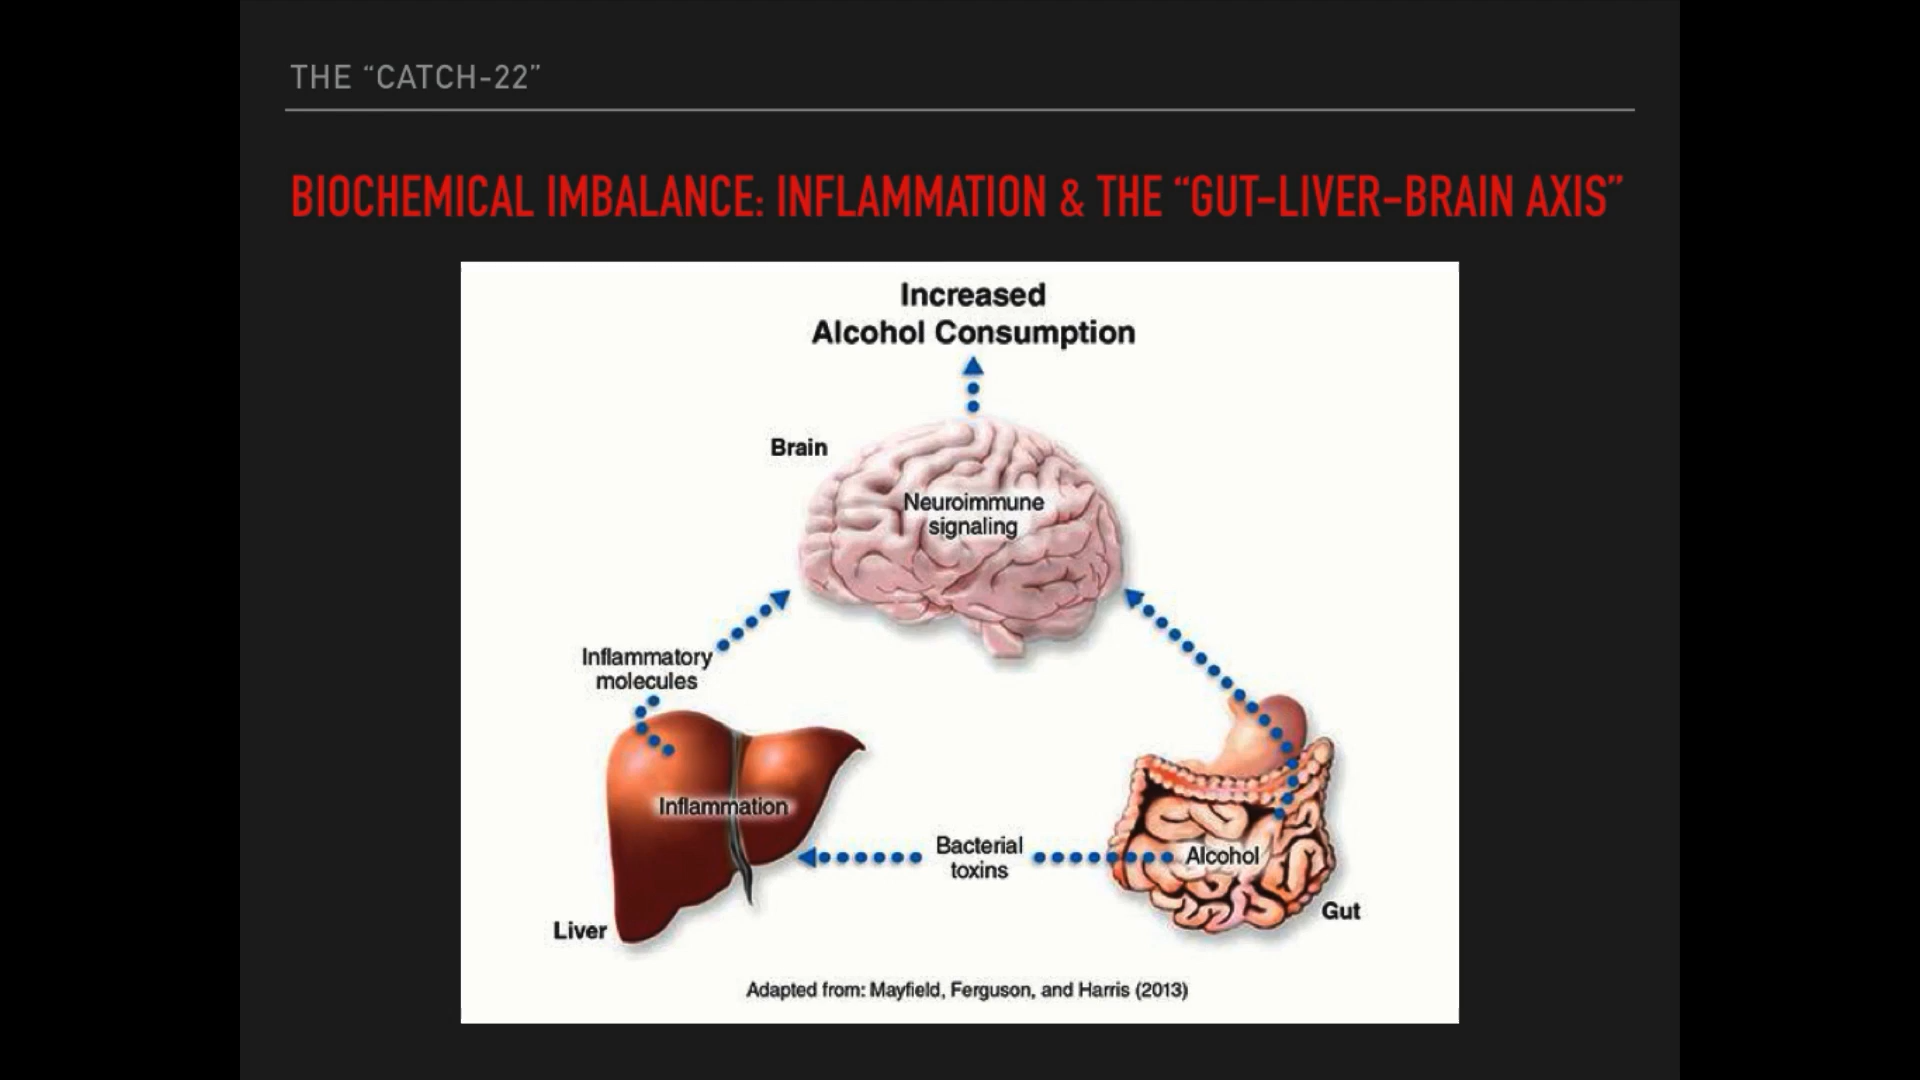 THE “CATCH-22”
BIOCHEMICAL IMBALANCE: INFLAMMATION & THE “GUT-LIVER-BRAIN AXIS”
Increased
Alcohol Consumption
Brain
Neuroimmune
signaling
Inflammatory
molecules
Inflammation
Bacterial
toxins
Alcohol
Gut
Liver
Adapted from: Mayfield, Ferguson, and Harris (2013)